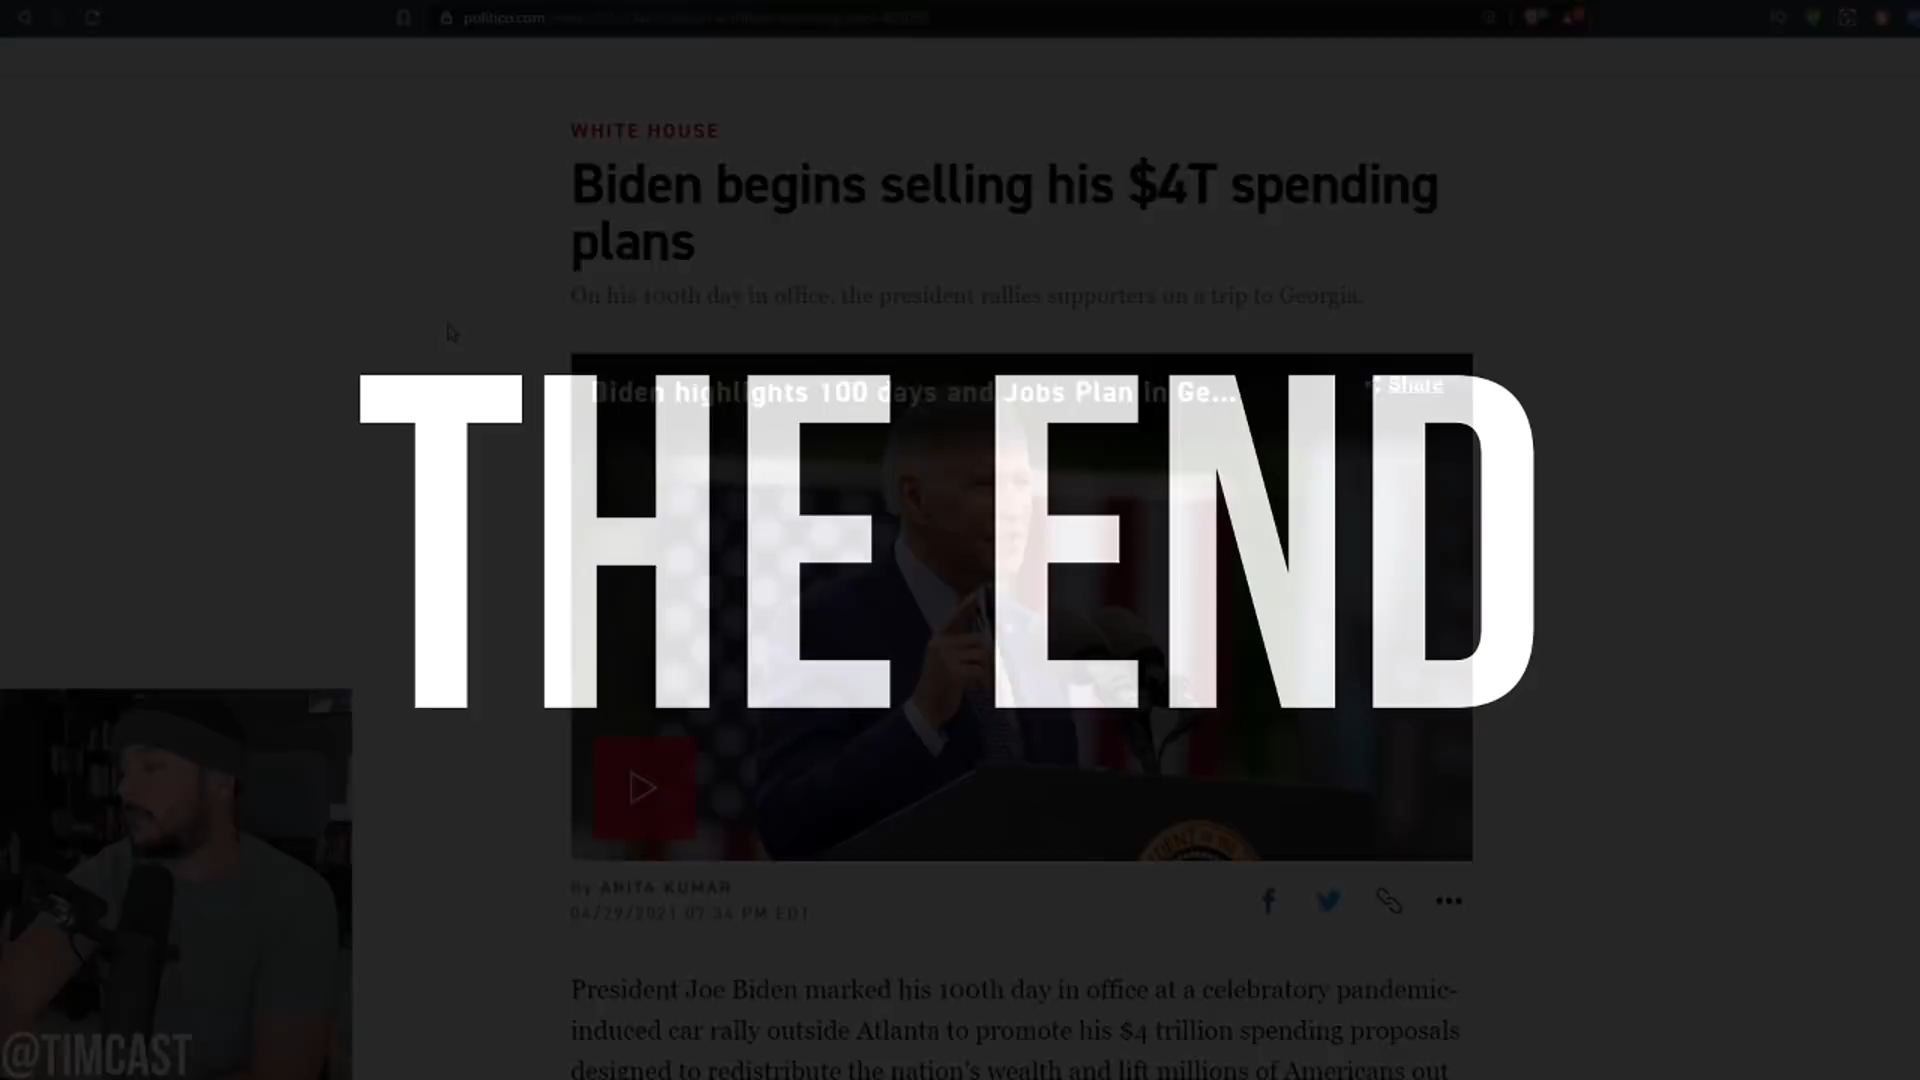 politico.com
WHITE HOUSE
Biden begins selling his $4T spending
plans
On his 100th day in office, the president rallies supporters on a trip to Georgia.
Biden highlights 100 days and Jobs Plan in Ge...
Share
THE END
By ANITA KUMAR
04/29/2021 07:34 PM EDT
President Joe Biden marked his 100th day in office at a celebratory pandemic-
induced car rally outside Atlanta to promote his $4 trillion spending proposals
designed to redistribute the nation's wealth and lift millions of Americans out
@TIMCAST